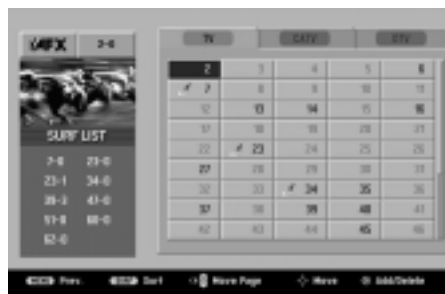 2-0
TV CATV DTV
2 3 4 5 6
7 8 9 10 11
12 13 14 15 16
SURF LIST
17 18 19 20 21
22 23 24 25 26
7-0 23-0
27 28 29 30 31
23-1 34-0
32 33 34 35 36
39-3 47-0
37 38 39 40 41
51-0 60-0
42 43 44 45 46
62-0
Prev. Surf Move Page Move Add/Delete